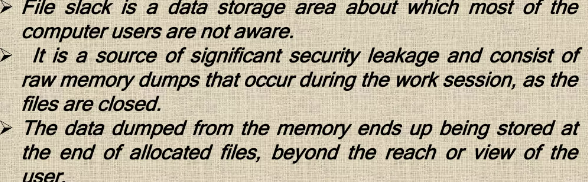 ➢ File slack is a data storage area about which most of the
computer users are not aware.
➢ It is a source of significant security leakage and consist of
raw memory dumps that occur during the work session, as the
files are closed.
➢ The data dumped from the memory ends up being stored at
the end of allocated files, beyond the reach or view of the
user.